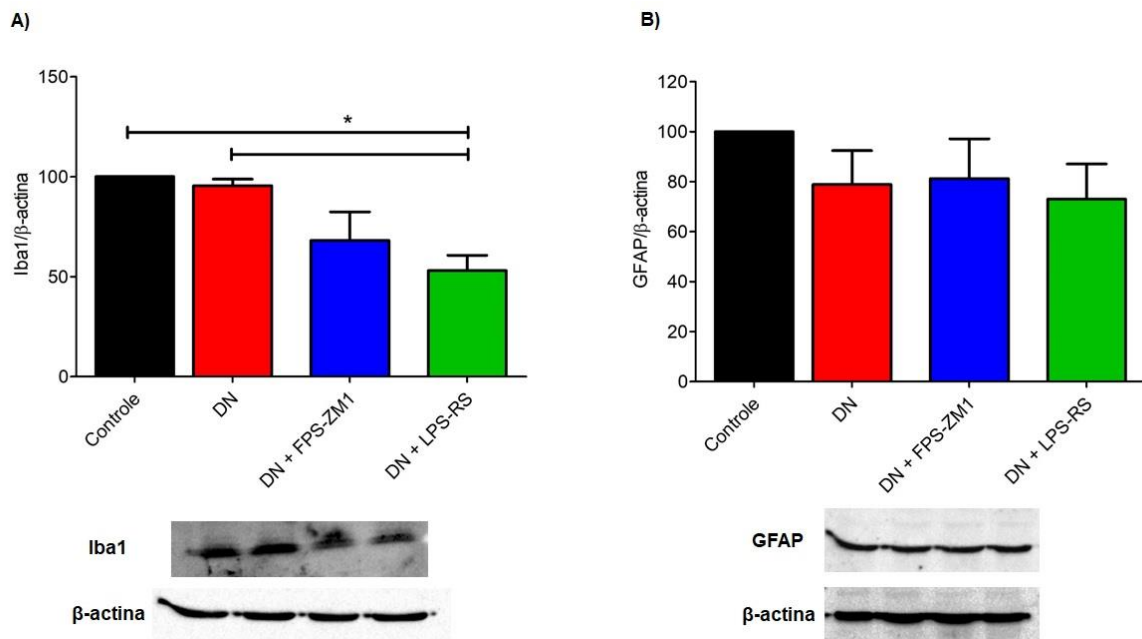 A)
Iba1/β-actina
150
100
50
0
*
Controle
DN
DN + FPS-ZM1
DN + LPS-RS
Iba1
β-actina
B)
GFAP/β-actina
120
100
80
60
40
20
0
Controle
DN
DN + FPS-ZM1
DN + LPS-RS
GFAP
β-actina